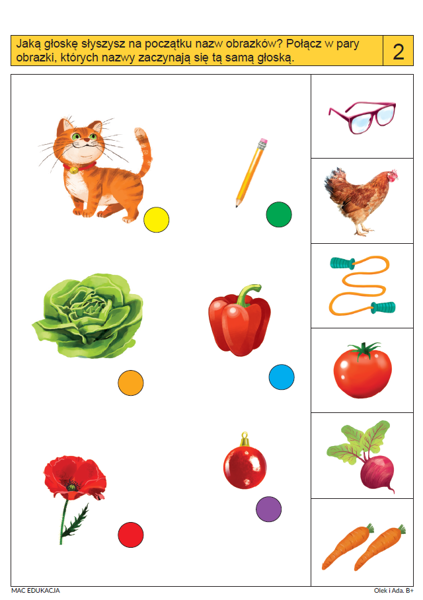 Jaką głoskę słyszysz na początku nazw obrazków? Połącz w pary
obrazki, których nazwy zaczynają się tą samą głoską.
2
MAC EDUKACJA
Olek i Ada. B+